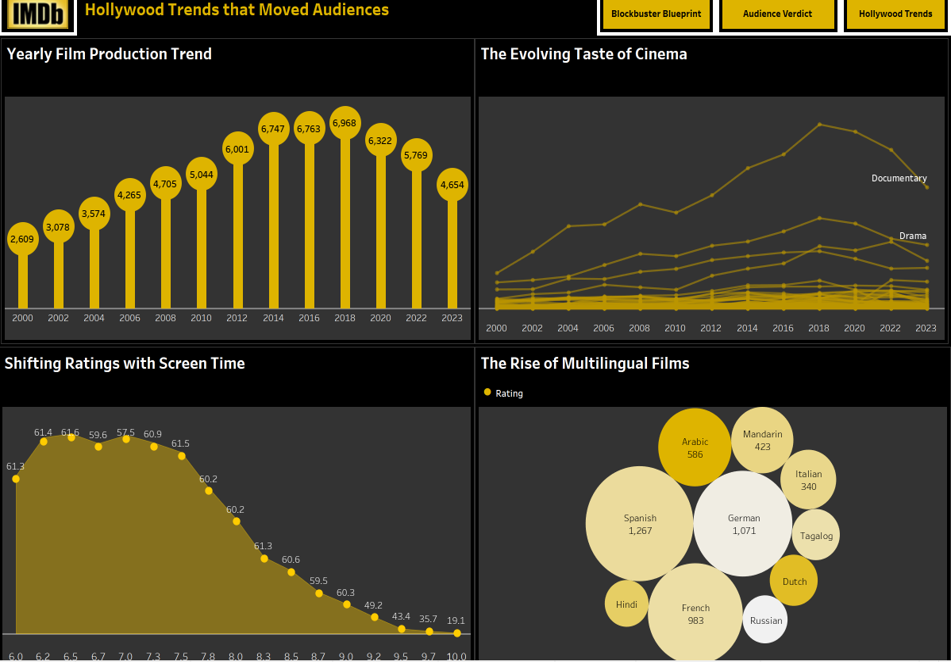 IMDb
Hollywood Trends that Moved Audiences
Blockbuster Blueprint
Audience Verdict
Hollywood Trends
Yearly Film Production Trend
2,609
3,078
3,574
4,265
4,705
5,044
6,001
6,747
6,763
6,968
6,322
5,769
4,654
2000 2002 2004 2006 2008 2010 2012 2014 2016 2018 2020 2022 2023
The Evolving Taste of Cinema
Documentary
Drama
2000 2002 2004 2006 2008 2010 2012 2014 2016 2018 2020 2022 2023
Shifting Ratings with Screen Time
61.3
61.4
61.6
59.6
57.5
60.9
61.5
60.2
60.2
61.3
60.6
59.5
60.3
49.2
43.4
35.7
19.1
6.0 6.2 6.5 6.7 7.0 7.3 7.5 7.8 8.0 8.3 8.5 8.7 9.0 9.2 9.5 9.7 10.0
The Rise of Multilingual Films
Rating
Arabic
586
Mandarin
423
Italian
340
Spanish
1,267
German
1,071
Tagalog
Dutch
Hindi
French
983
Russian